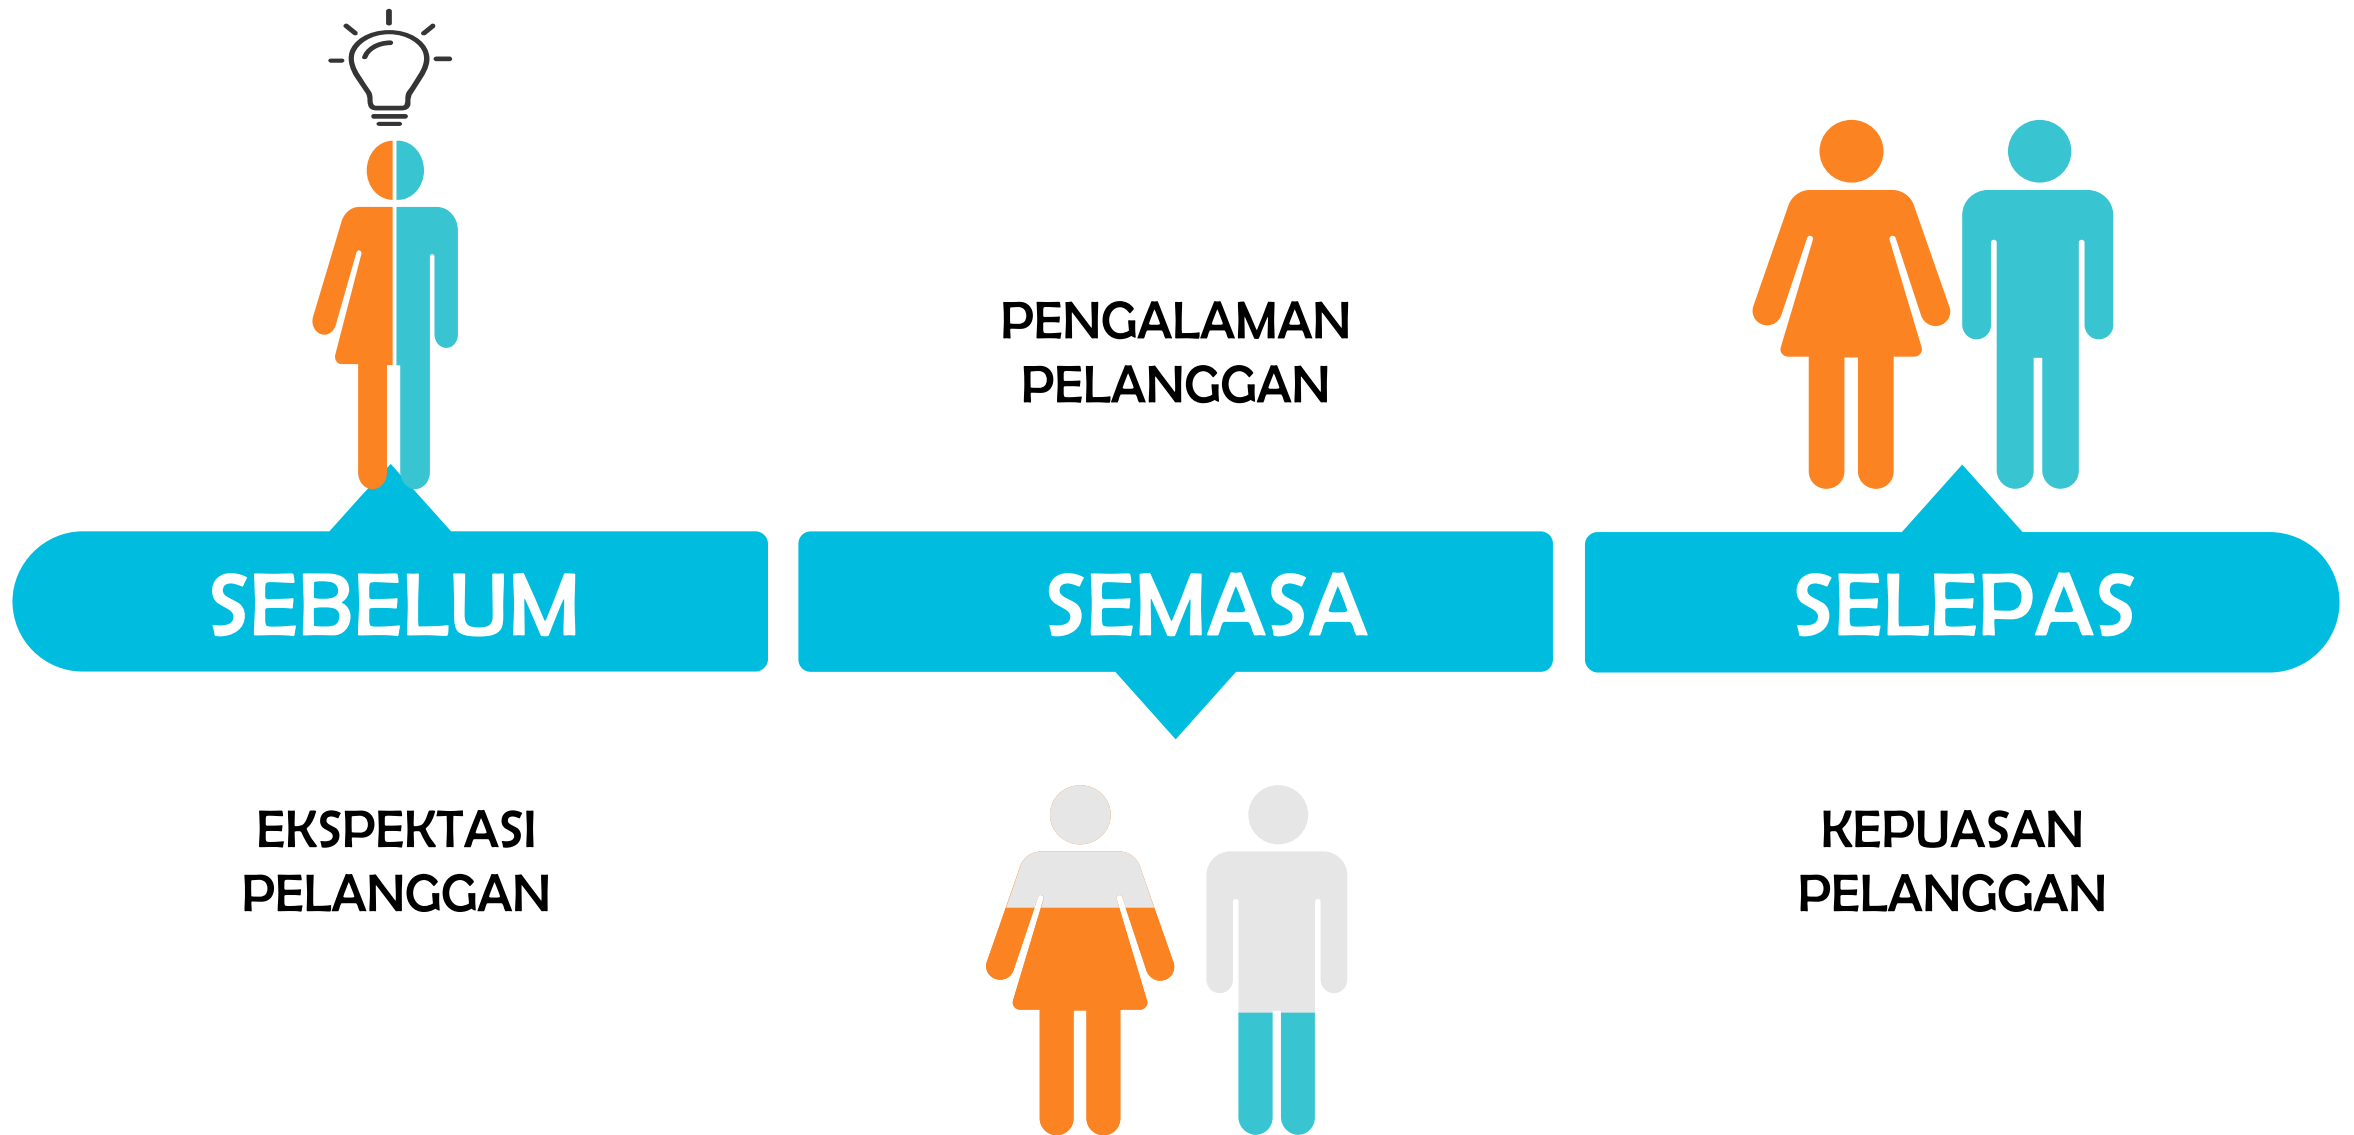 PENGALAMAN
PELANGGAN
SEBELUM
SEMASA
SELEPAS
EKSPEKTASI
PELANGGAN
KEPUASAN
PELANGGAN